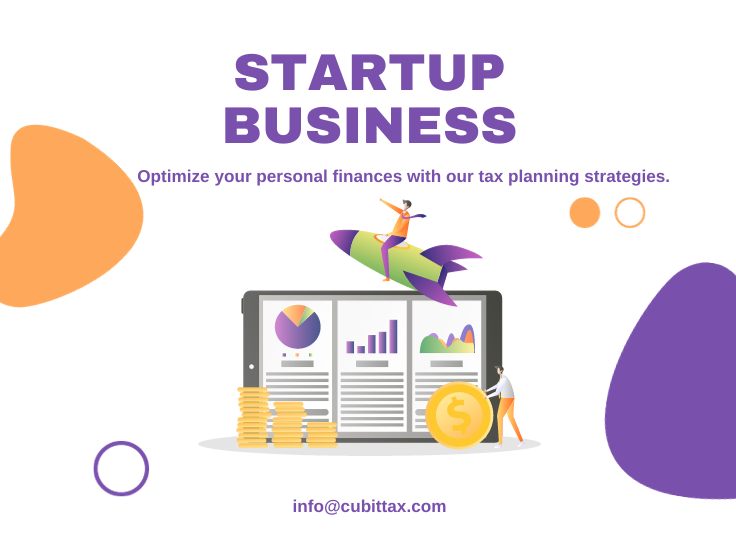 STARTUP
BUSINESS
Optimize your personal finances with our tax planning strategies.
$
info@cubittax.com